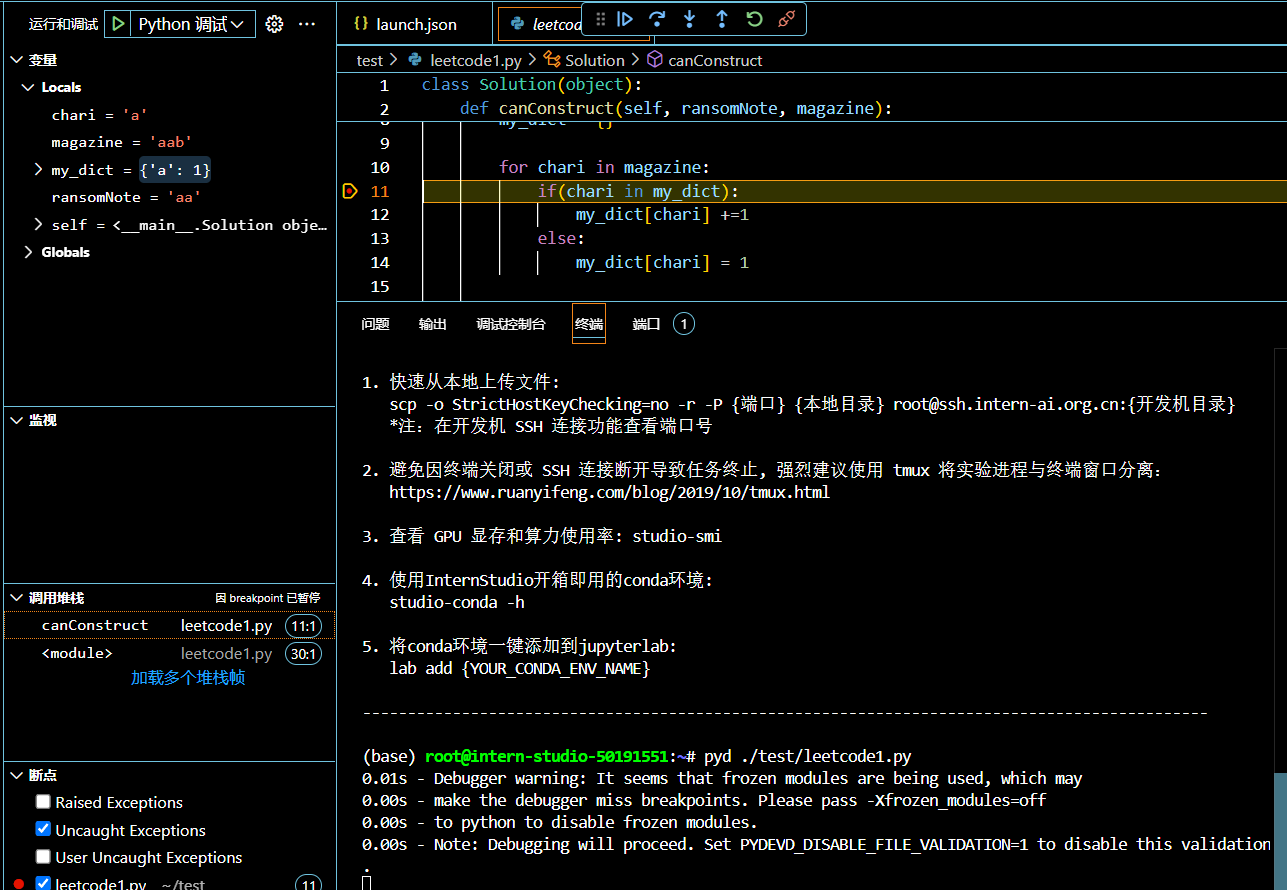 运行和调试 Python 调试 ···
变量
Locals
chari = 'a'
magazine = 'aab'
my_dict = {'a': 1}
ransomNote = 'aa'
self = <__main__.Solution obje…
Globals
监视
调用堆栈 因 breakpoint 已暂停
canConstruct leetcode1.py 11:1
<module> leetcode1.py 30:1
加载多个堆栈帧
断点
Raised Exceptions
Uncaught Exceptions
User Uncaught Exceptions
leetcode1.py ~/test 11
{} launch.json leetcod
test > leetcode1.py > Solution > canConstruct
1 class Solution(object):
2 def canConstruct(self, ransomNote, magazine):
8 my_dict = {}
9
10 for chari in magazine:
11 if(chari in my_dict):
12 my_dict[chari] +=1
13 else:
14 my_dict[chari] = 1
15
问题 输出 调试控制台 终端 端口 1
1. 快速从本地上传文件:
scp -o StrictHostKeyChecking=no -r -P {端口} {本地目录} root@ssh.intern-ai.org.cn:{开发机目录}
*注: 在开发机 SSH 连接功能查看端口号
2. 避免因终端关闭或 SSH 连接断开导致任务终止, 强烈建议使用 tmux 将实验进程与终端窗口分离:
https://www.ruanyifeng.com/blog/2019/10/tmux.html
3. 查看 GPU 显存和算力使用率: studio-smi
4. 使用InternStudio开箱即用的conda环境:
studio-conda -h
5. 将conda环境一键添加到jupyterlab:
lab add {YOUR_CONDA_ENV_NAME}
----------------------------------------------------------------------------------------------
(base) root@intern-studio-50191551:~# pyd ./test/leetcode1.py
0.01s - Debugger warning: It seems that frozen modules are being used, which may
0.00s - make the debugger miss breakpoints. Please pass -Xfrozen_modules=off
0.00s - to python to disable frozen modules.
0.00s - Note: Debugging will proceed. Set PYDEVD_DISABLE_FILE_VALIDATION=1 to disable this validation
.